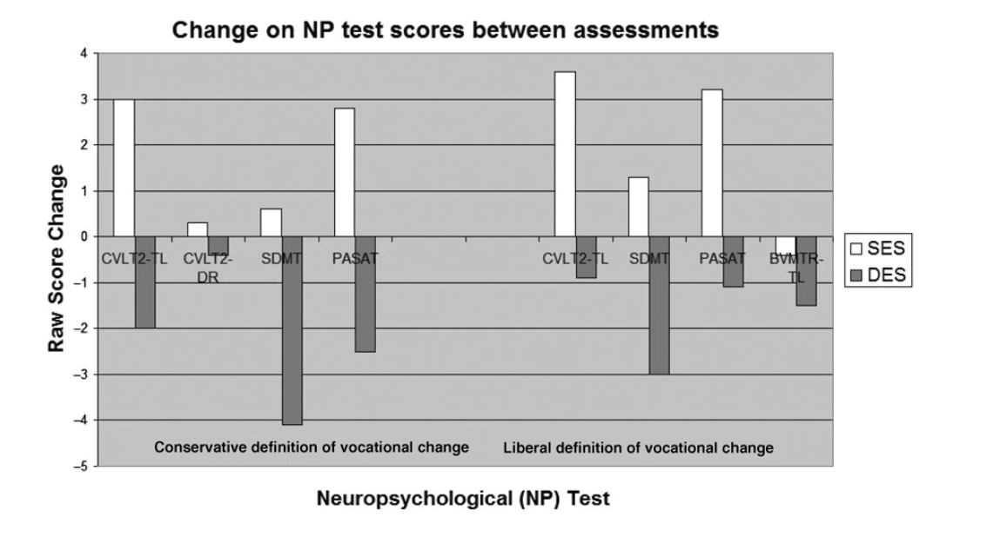 Change on NP test scores between assessments
4
3
2
1
0
–1
–2
–3
–4
–5
Raw Score Change
CVLT2-TL
CVLT2-
DR
SDMT
PASAT
CVLT2-TL
SDMT
PASAT
BVMTR-
TL
SES
DES
Conservative definition of vocational change
Liberal definition of vocational change
Neuropsychological (NP) Test